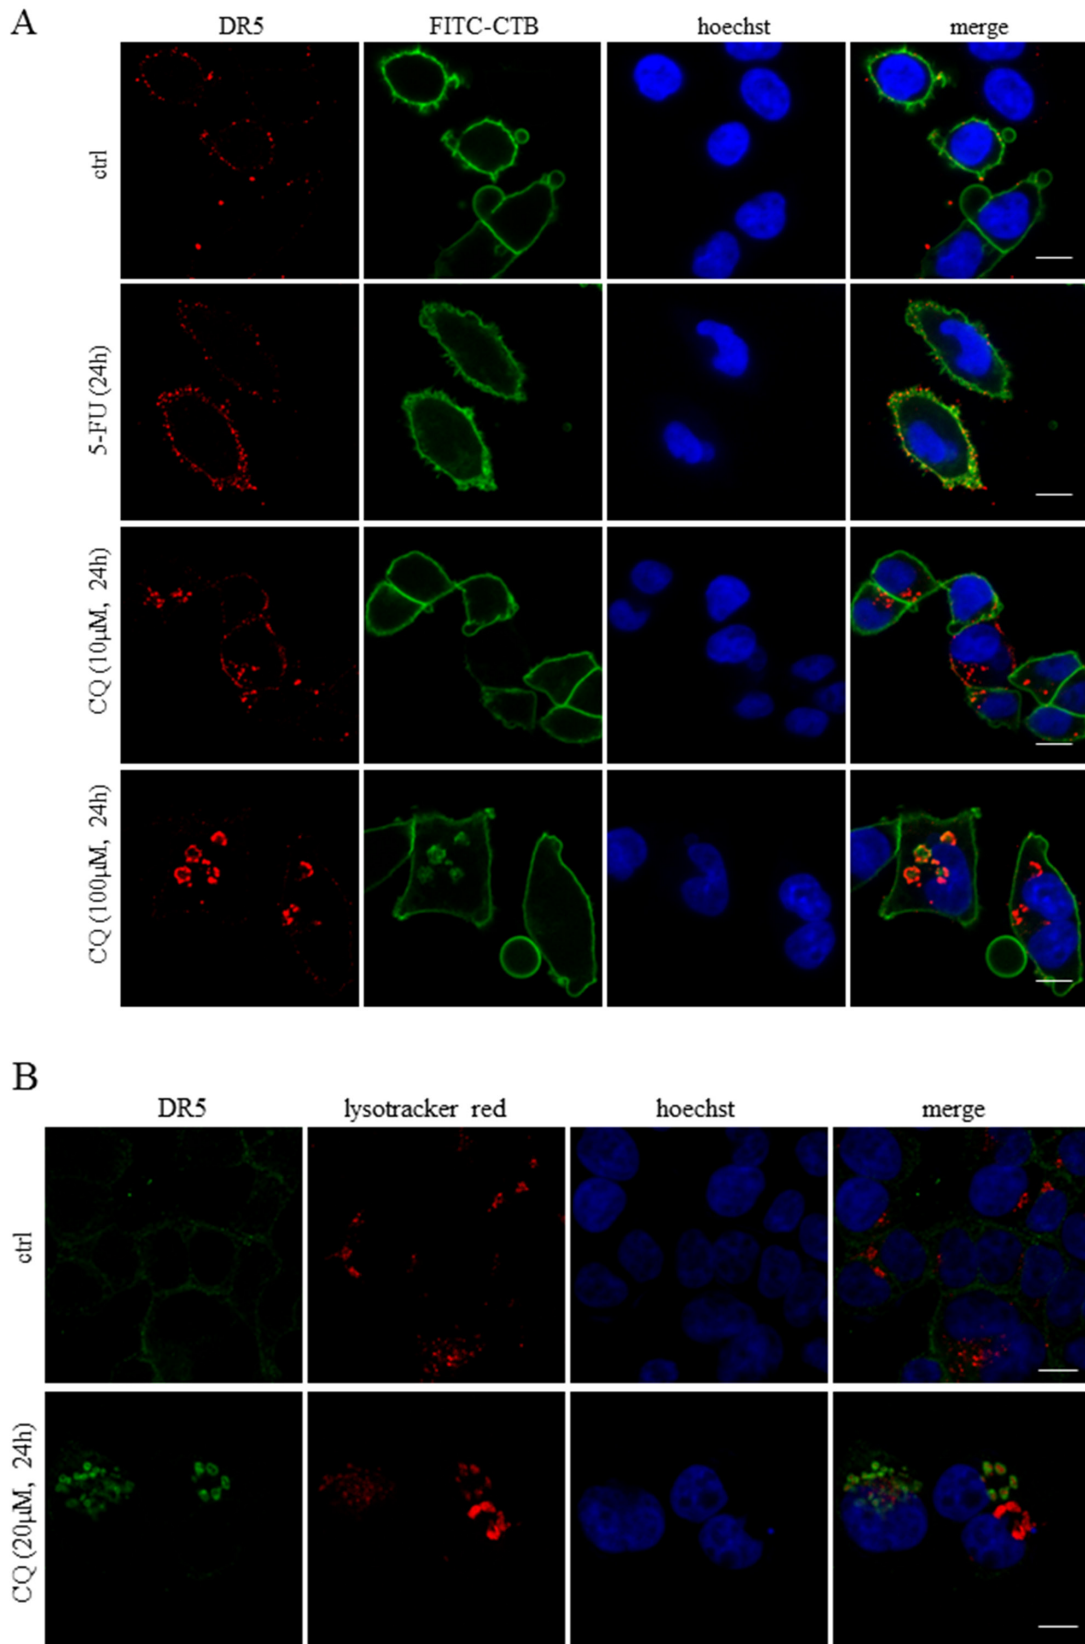 A
DR5 FITC-CTB hoechst merge
ctrl
5-FU (24h)
CQ (10μM, 24h)
CQ (100μM, 24h)
B
DR5 lysotracker red hoechst merge
ctrl
CQ (20μM, 24h)